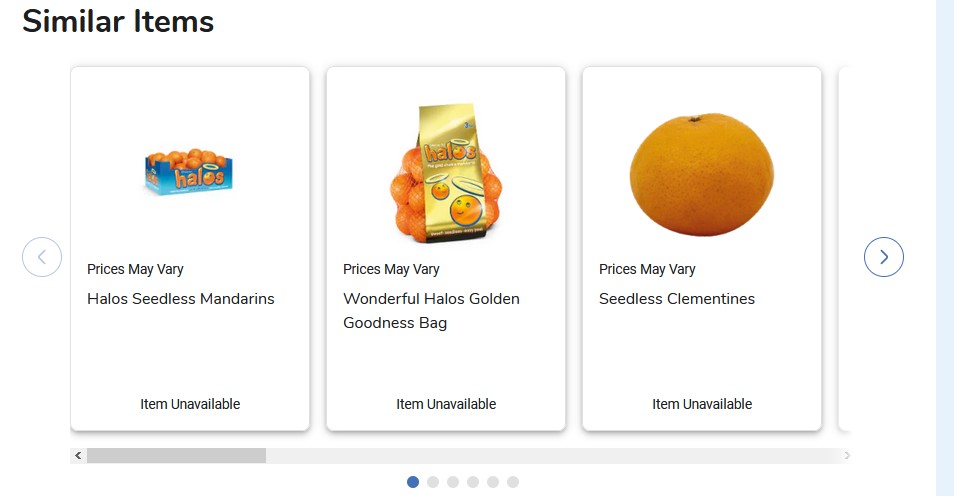 Similar Items
halos
halos
Prices May Vary
Prices May Vary
Prices May Vary
Halos Seedless Mandarins
Wonderful Halos Golden
Goodness Bag
Seedless Clementines
Item Unavailable
Item Unavailable
Item Unavailable